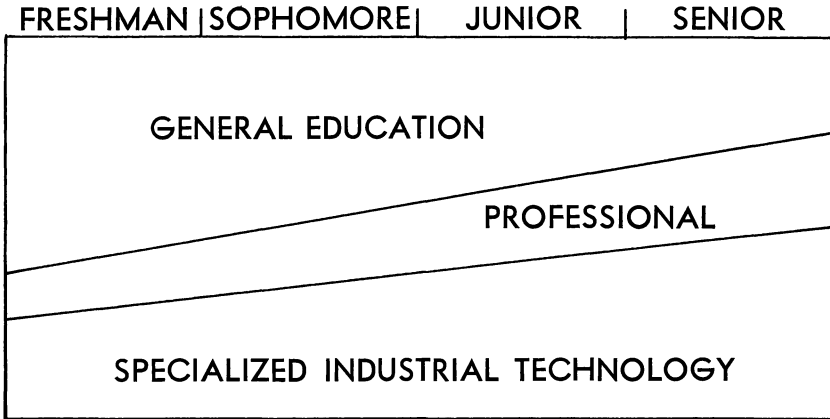 FRESHMAN | SOPHOMORE | JUNIOR | SENIOR
GENERAL EDUCATION
PROFESSIONAL
SPECIALIZED INDUSTRIAL TECHNOLOGY